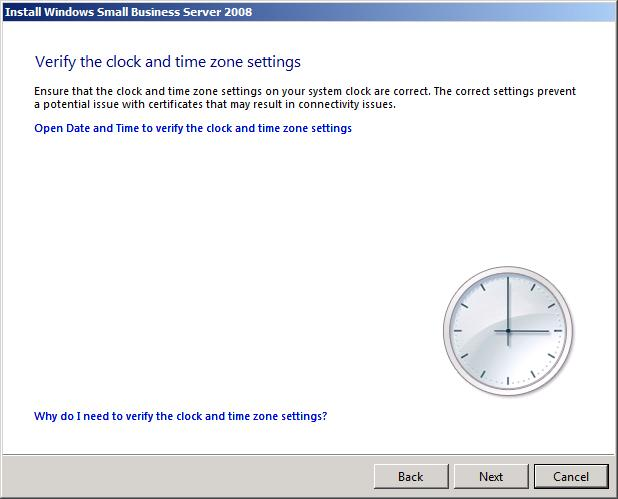 Install Windows Small Business Server 2008
Verify the clock and time zone settings
Ensure that the clock and time zone settings on your system clock are correct. The correct settings prevent
a potential issue with certificates that may result in connectivity issues.
Open Date and Time to verify the clock and time zone settings
Why do I need to verify the clock and time zone settings?
Back
Next
Cancel